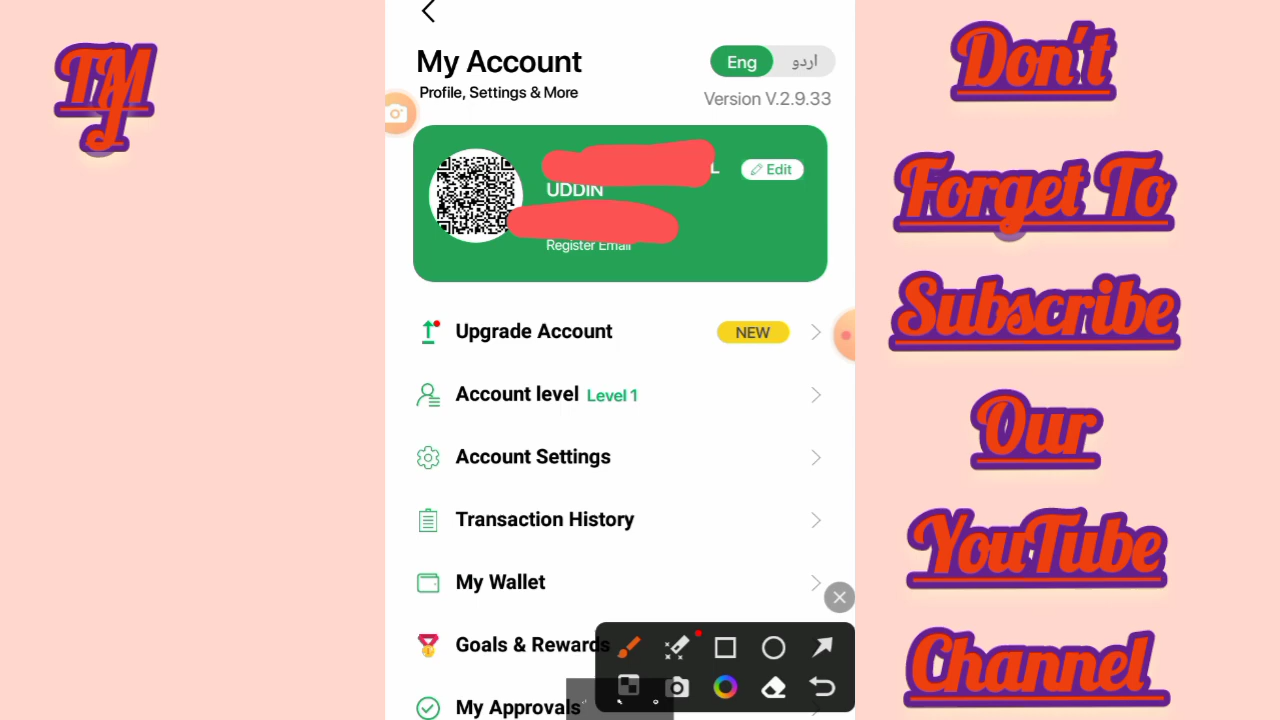 TMJ
My Account
Eng
اردو
Profile, Settings & More
Version V.2.9.33
L
Edit
UDDIN
Register Email
Upgrade Account
NEW
Account level Level 1
Account Settings
Transaction History
My Wallet
Goals & Rewards
My Approvals
Don't
Forget To
Subscribe
Our
YouTube
Channel